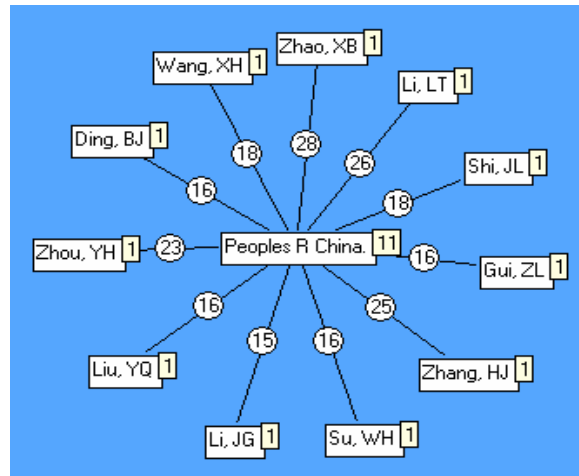 Zhao, XB 1
Wang, XH 1
Li, LT 1
Ding, BJ 1
Shi, JL 1
28
18
26
16
18
Zhou, YH 1
23
Peoples R China. 11
16
Gui, ZL 1
16
25
15
16
Liu, YQ 1
Zhang, HJ 1
Li, JG 1
Su, WH 1